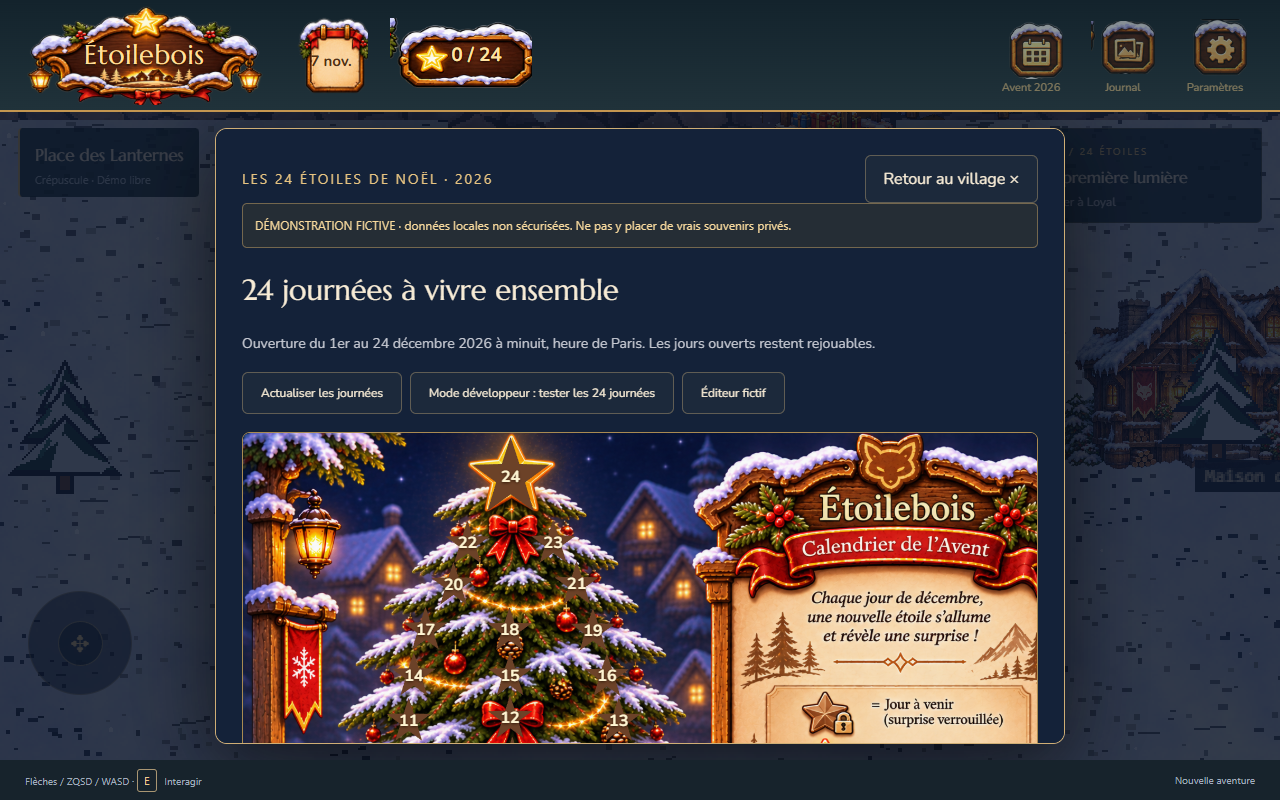 Étoilebois
7 nov.
0 / 24
Avent 2026
Journal
Paramètres
Place des Lanternes
Crépuscule · Démo libre
/ 24 ÉTOILES
première lumière
à Loyal
LES 24 ÉTOILES DE NOËL · 2026
Retour au village ×
DÉMONSTRATION FICTIVE · données locales non sécurisées. Ne pas y placer de vrais souvenirs privés.
24 journées à vivre ensemble
Ouverture du 1er au 24 décembre 2026 à minuit, heure de Paris. Les jours ouverts restent rejouables.
Actualiser les journées
Mode développeur : tester les 24 journées
Éditeur fictif
24
22
23
20
21
17
18
19
14
15
16
11
12
13
Étoilebois
Calendrier de l'Avent
Chaque jour de décembre,
une nouvelle étoile s'allume
et révèle une surprise !
= Jour à venir
(surprise verrouillée)
Maison
Flèches / ZQSD / WASD · E Interagir
Nouvelle aventure